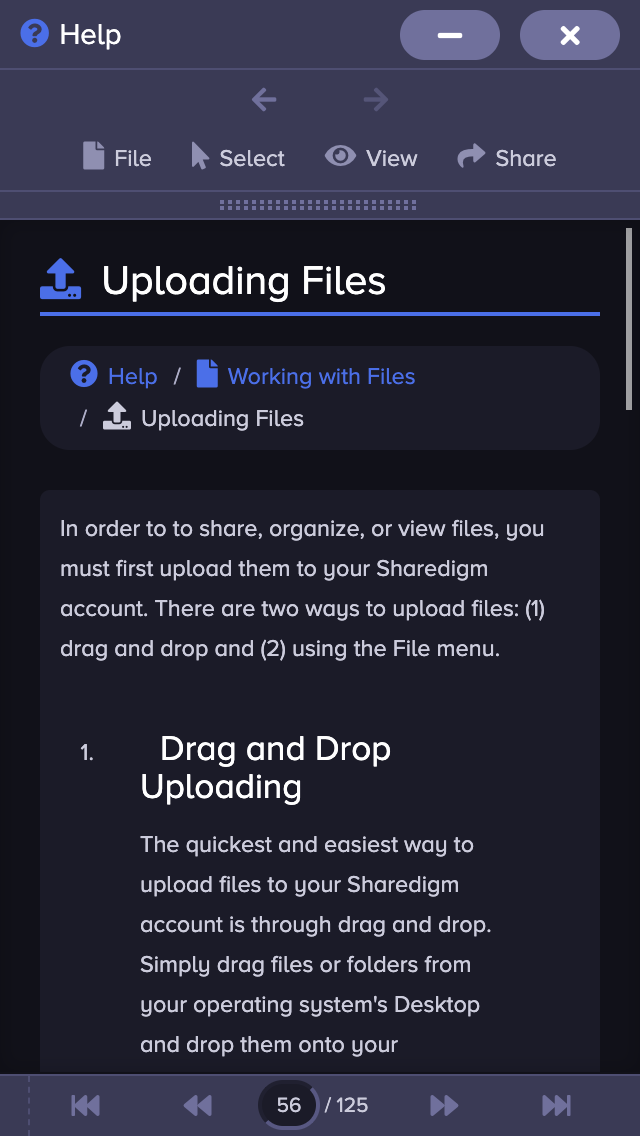 Help
File Select View Share
Uploading Files
Help / Working with Files
/ Uploading Files
In order to to share, organize, or view files, you
must first upload them to your Sharedigm
account. There are two ways to upload files: (1)
drag and drop and (2) using the File menu.
1. Drag and Drop
Uploading
The quickest and easiest way to
upload files to your Sharedigm
account is through drag and drop.
Simply drag files or folders from
your operating system's Desktop
and drop them onto your
56 / 125